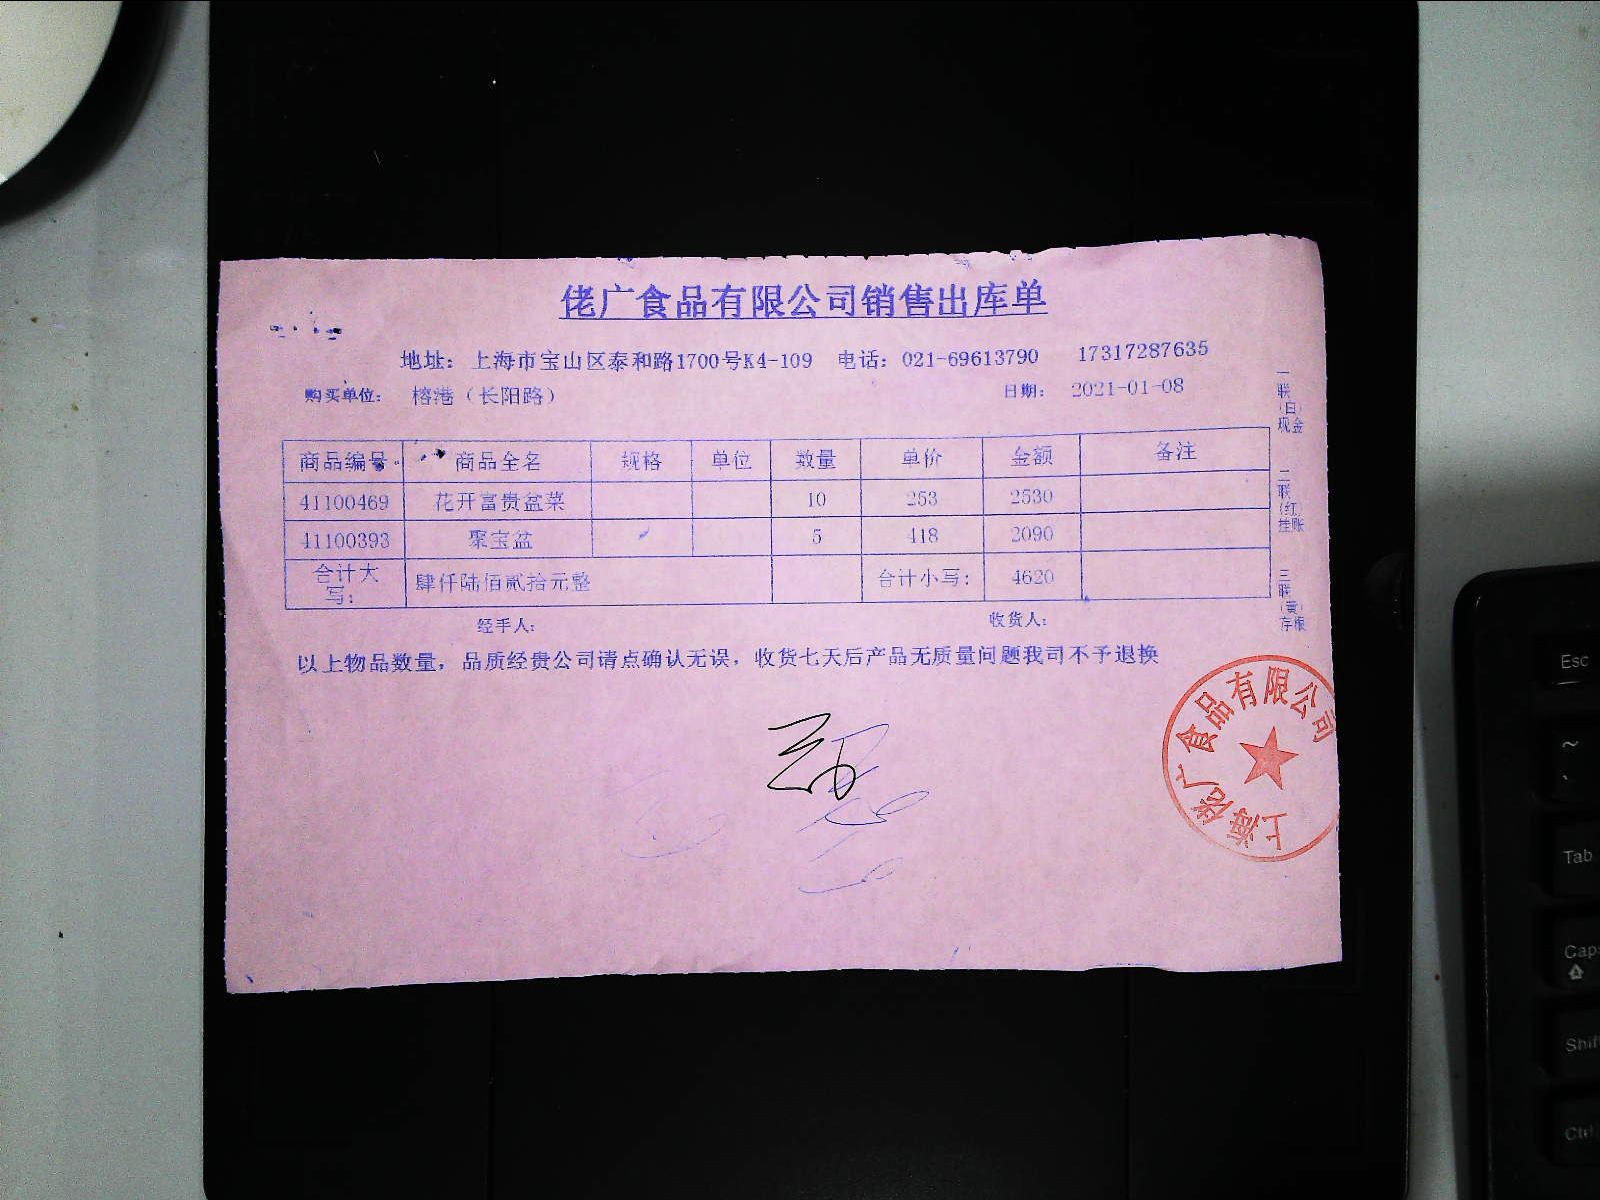 佬广食品有限公司销售出库单
地址：上海市宝山区泰和路1700号K4-109 电话：021-69613790 17317287635
购买单位： 榕港（长阳路） 日期： 2021-01-08
商品编号 商品全名 规格 单位 数量 单价 金额 备注
41100469 花开富贵盆菜 10 253 2530
41100393 聚宝盆 5 418 2090
合计大写： 肆仟陆佰贰拾元整 合计小写： 4620
经手人： 收货人：
以上物品数量，品质经贵公司请点确认无误，收货七天后产品无质量问题我司不予退换
一联（白）现金
二联（红）挂账
三联（黄）存根
上海佬广食品有限公司
Esc
~
`
Tab
Caps
Shif
Ctrl